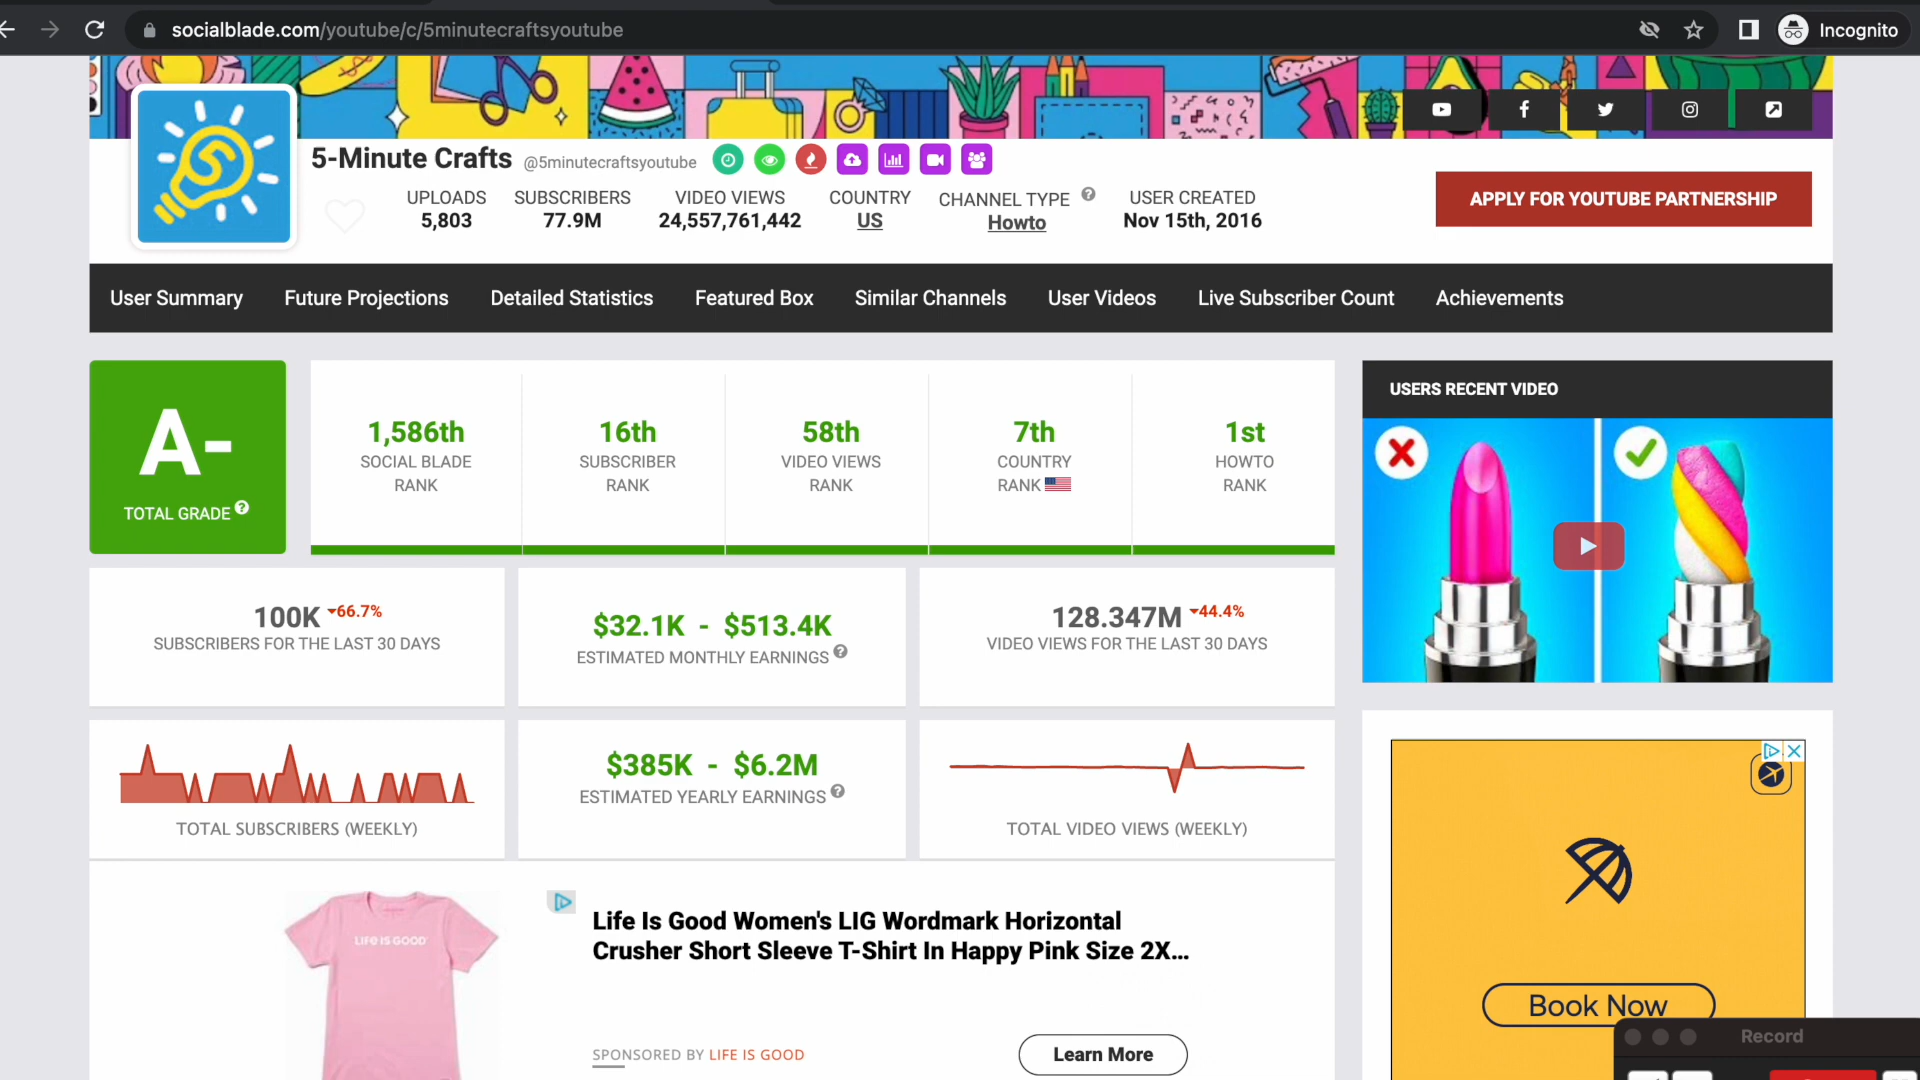 socialblade.com/youtube/c/5minutecraftsyoutube
Incognito
5-Minute Crafts @5minutecraftsyoutube
UPLOADS
5,803
SUBSCRIBERS
77.9M
VIDEO VIEWS
24,557,761,442
COUNTRY
US
CHANNEL TYPE
Howto
USER CREATED
Nov 15th, 2016
APPLY FOR YOUTUBE PARTNERSHIP
User Summary
Future Projections
Detailed Statistics
Featured Box
Similar Channels
User Videos
Live Subscriber Count
Achievements
A-
TOTAL GRADE
1,586th
SOCIAL BLADE
RANK
16th
SUBSCRIBER
RANK
58th
VIDEO VIEWS
RANK
7th
COUNTRY
RANK
1st
HOWTO
RANK
USERS RECENT VIDEO
100K 66.7%
SUBSCRIBERS FOR THE LAST 30 DAYS
$32.1K - $513.4K
ESTIMATED MONTHLY EARNINGS
128.347M 44.4%
VIDEO VIEWS FOR THE LAST 30 DAYS
TOTAL SUBSCRIBERS (WEEKLY)
$385K - $6.2M
ESTIMATED YEARLY EARNINGS
TOTAL VIDEO VIEWS (WEEKLY)
LIFE IS GOOD
Life Is Good Women's LIG Wordmark Horizontal
Crusher Short Sleeve T-Shirt In Happy Pink Size 2X...
SPONSORED BY LIFE IS GOOD
Learn More
Book Now
Record